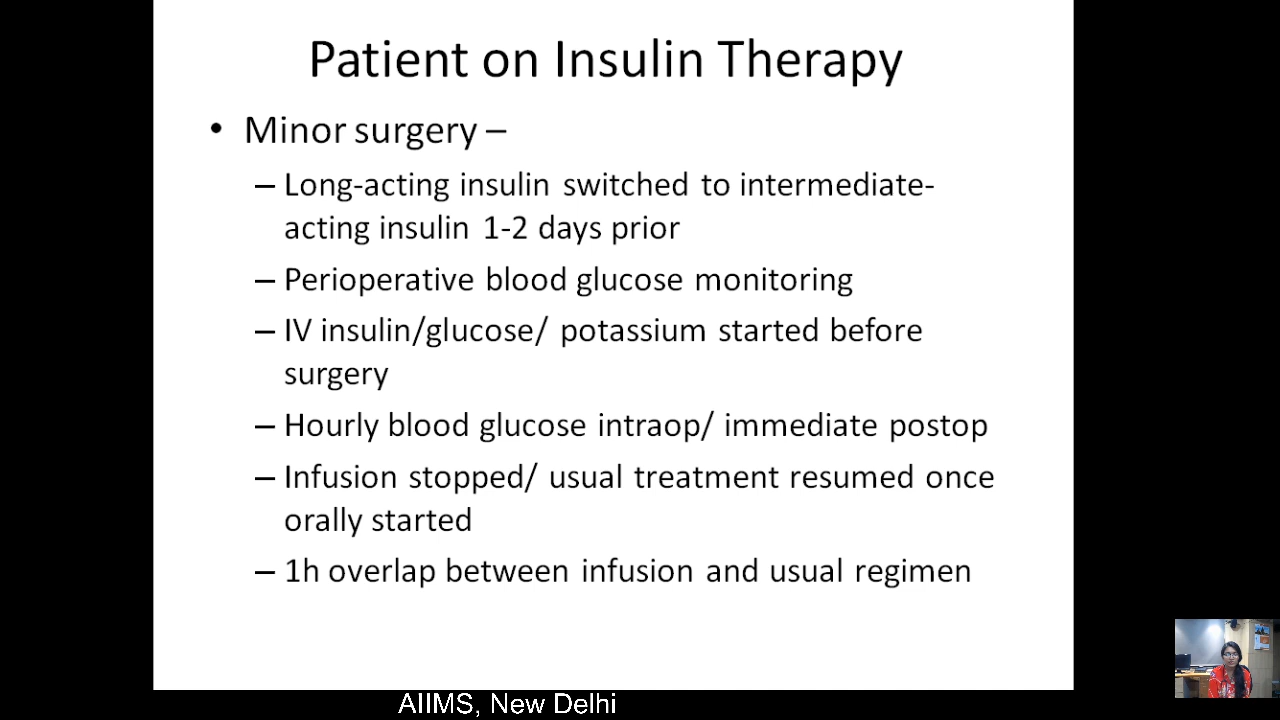 Patient on Insulin Therapy
• Minor surgery –
– Long-acting insulin switched to intermediate-
acting insulin 1-2 days prior
– Perioperative blood glucose monitoring
– IV insulin/glucose/ potassium started before
surgery
– Hourly blood glucose intraop/ immediate postop
– Infusion stopped/ usual treatment resumed once
orally started
– 1h overlap between infusion and usual regimen
AIIMS, New Delhi